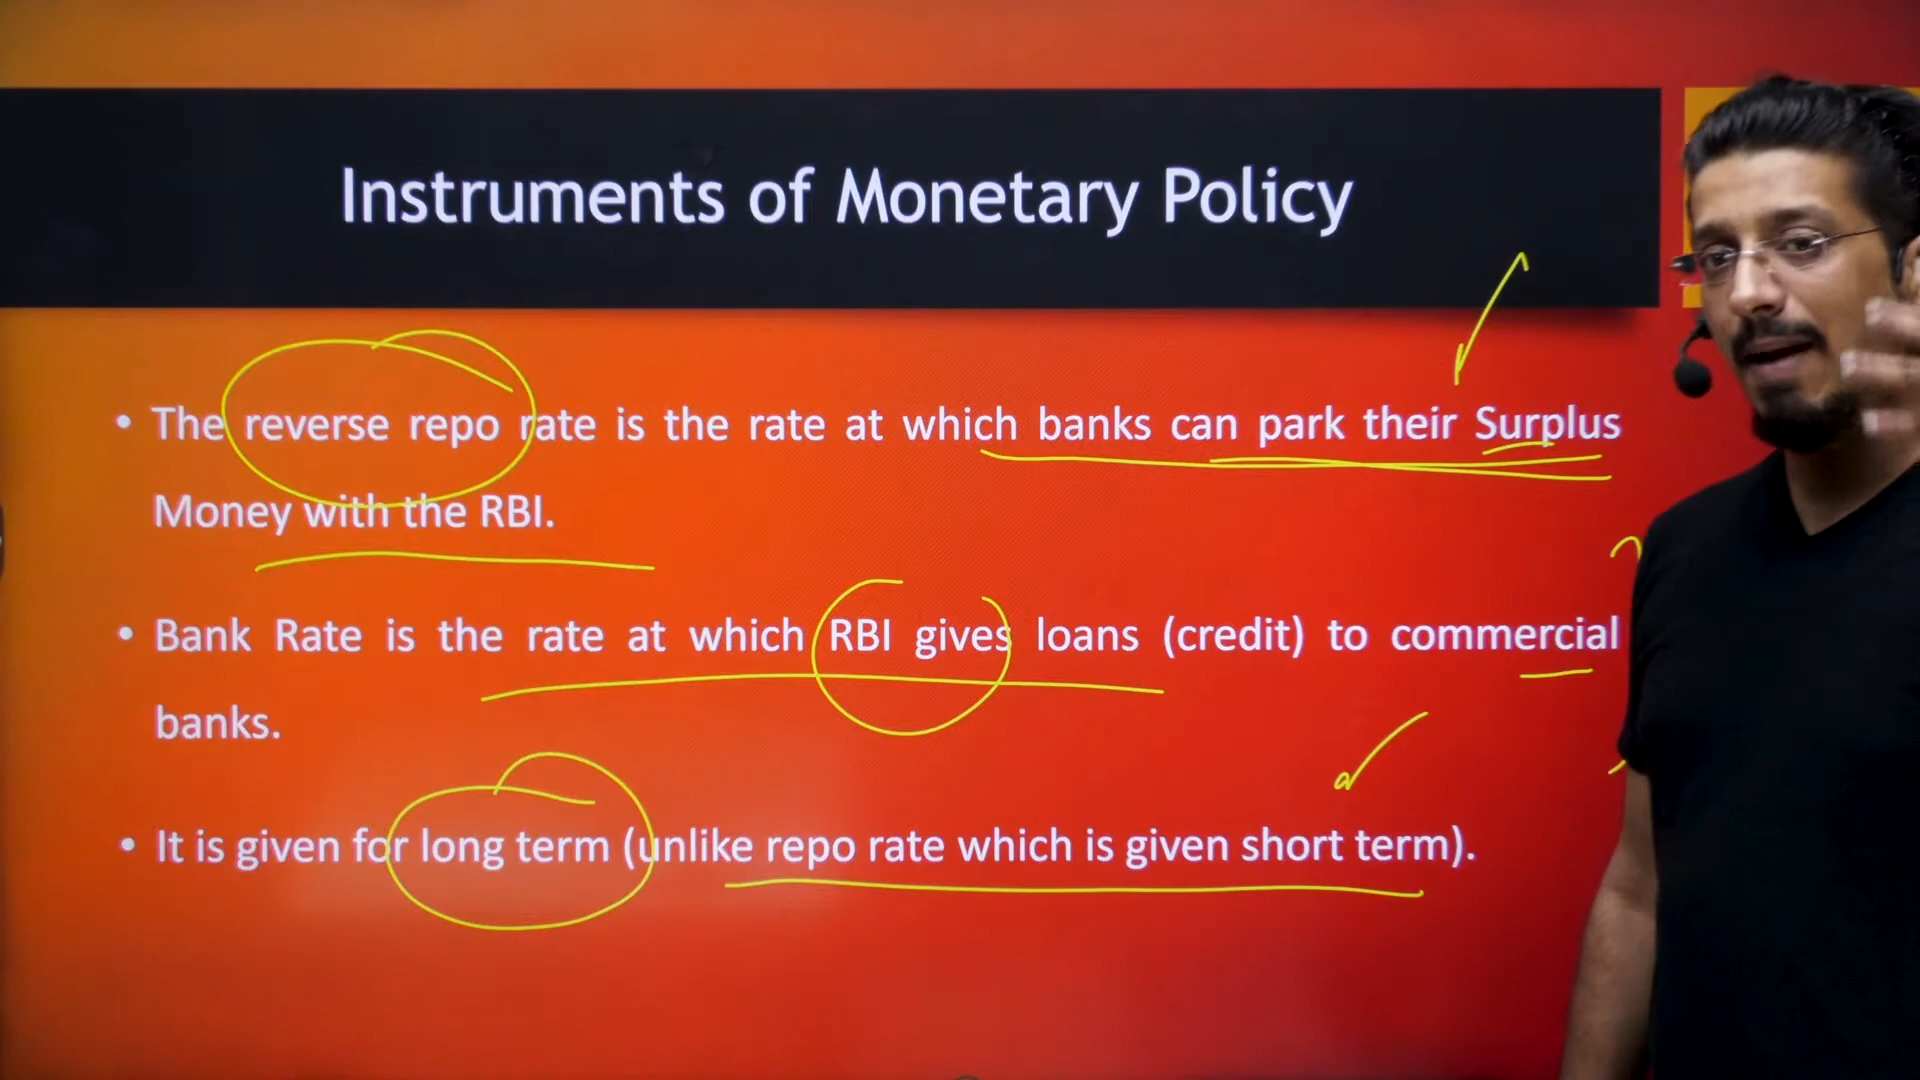 Instruments of Monetary Policy
• The reverse repo rate is the rate at which banks can park their Surplus
Money with the RBI.
• Bank Rate is the rate at which RBI gives loans (credit) to commercial
banks.
• It is given for long term (unlike repo rate which is given short term).